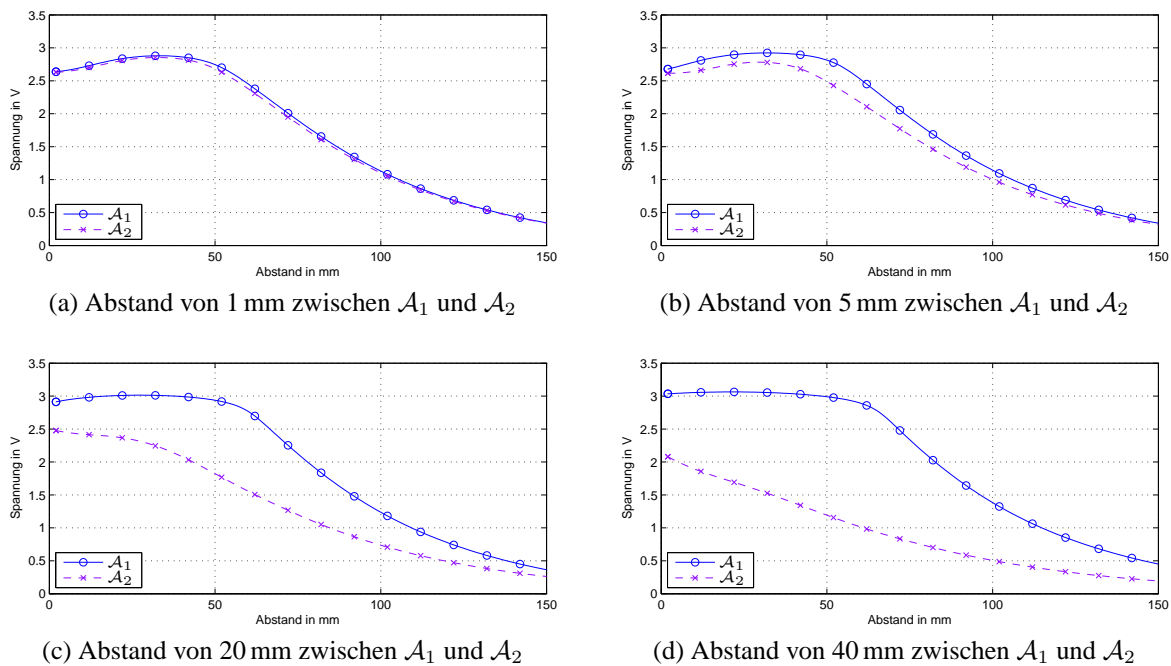 3.5
3
2.5
2
1.5
1
0.5
0
Spannung in V
A₁
A₂
0 50 100 150
Abstand in mm
(a) Abstand von 1 mm zwischen A₁ und A₂
3.5
3
2.5
2
1.5
1
0.5
0
Spannung in V
A₁
A₂
0 50 100 150
Abstand in mm
(b) Abstand von 5 mm zwischen A₁ und A₂
3.5
3
2.5
2
1.5
1
0.5
0
Spannung in V
A₁
A₂
0 50 100 150
Abstand in mm
(c) Abstand von 20 mm zwischen A₁ und A₂
3.5
3
2.5
2
1.5
1
0.5
0
Spannung in V
A₁
A₂
0 50 100 150
Abstand in mm
(d) Abstand von 40 mm zwischen A₁ und A₂